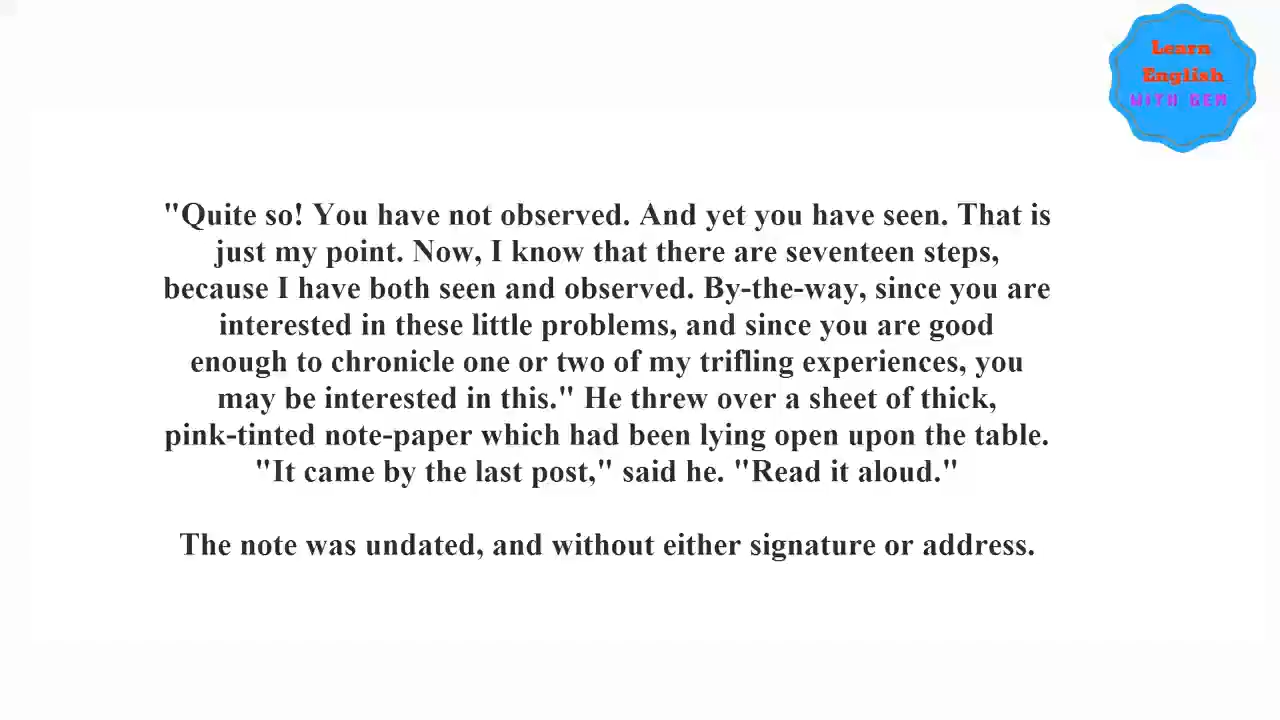 Learn
English
WITH GEM
"Quite so! You have not observed. And yet you have seen. That is
just my point. Now, I know that there are seventeen steps,
because I have both seen and observed. By-the-way, since you are
interested in these little problems, and since you are good
enough to chronicle one or two of my trifling experiences, you
may be interested in this." He threw over a sheet of thick,
pink-tinted note-paper which had been lying open upon the table.
"It came by the last post," said he. "Read it aloud."
The note was undated, and without either signature or address.